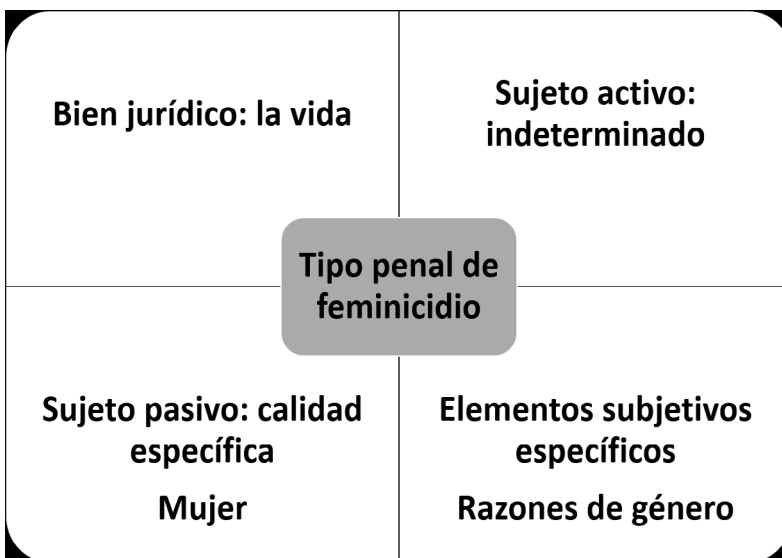 Bien jurídico: la vida
Sujeto activo:
indeterminado
Tipo penal de
feminicidio
Sujeto pasivo: calidad
específica
Mujer
Elementos subjetivos
específicos
Razones de género